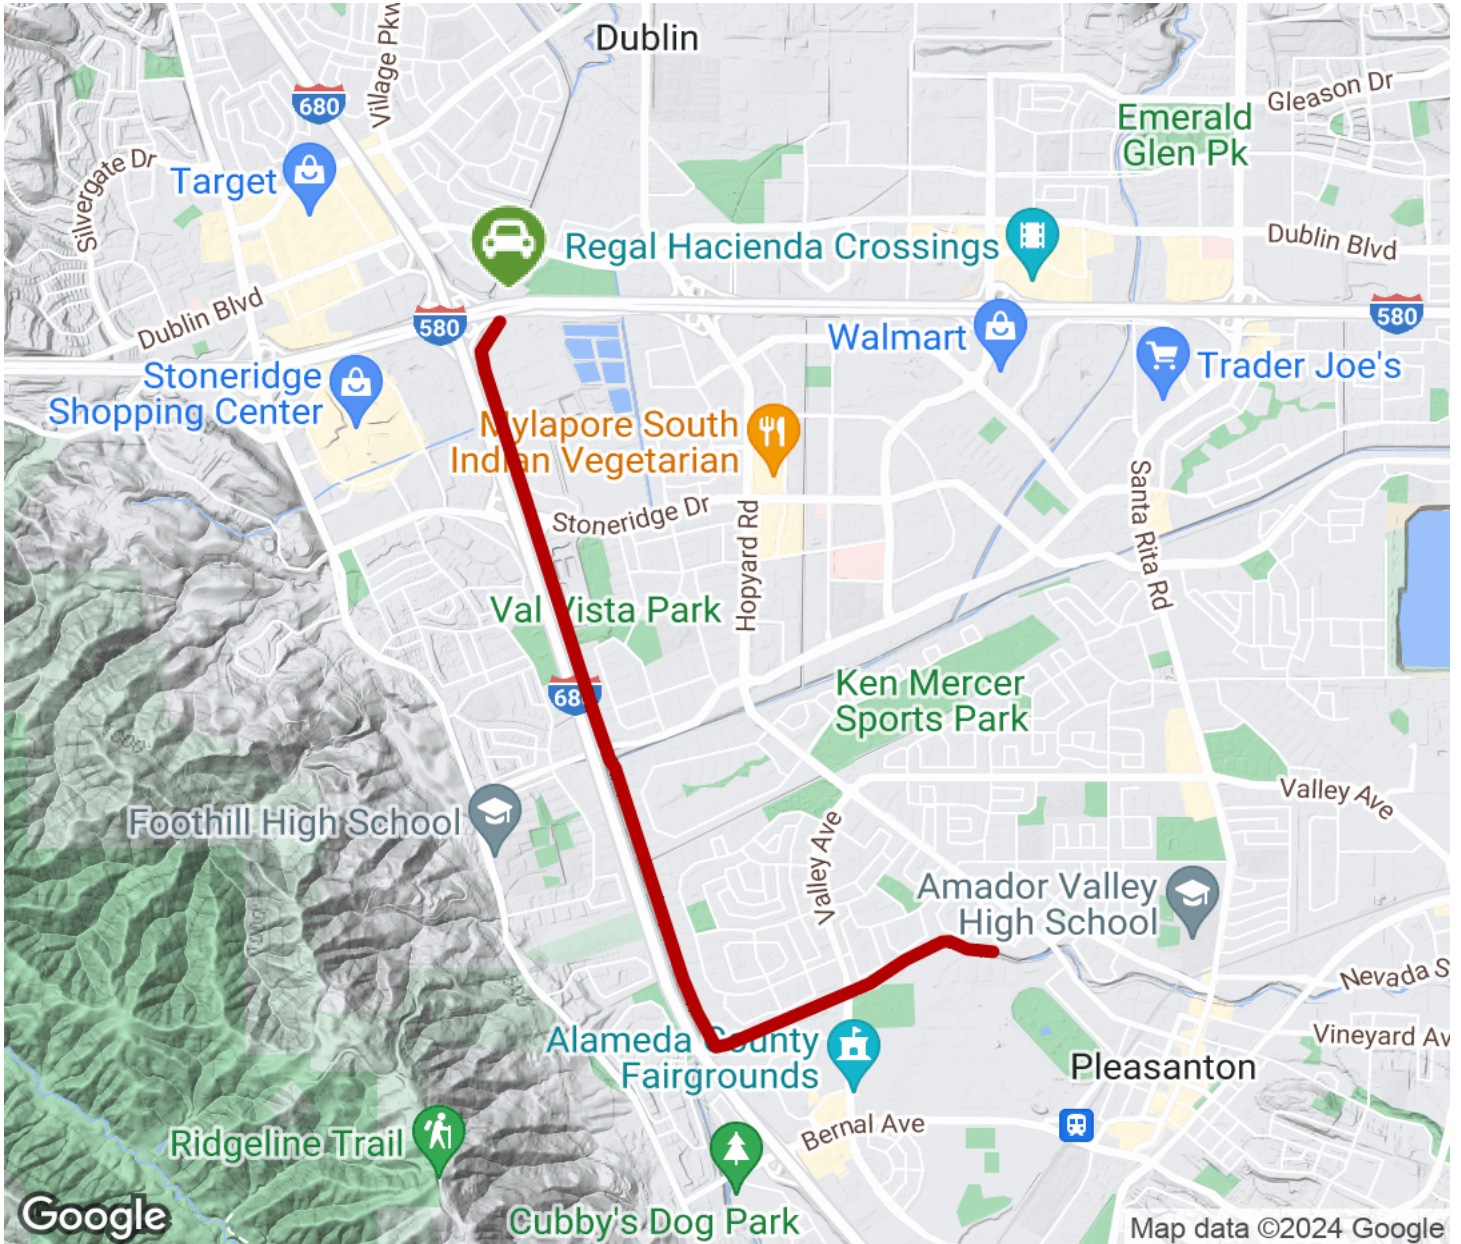 Dublin
Village Pkw
680
Gleason Dr
Emerald
Glen Pk
Silvergate Dr
Target
Regal Hacienda Crossings
Dublin Blvd
Dublin Blvd
580
580
Walmart
Trader Joe's
Stoneridge
Shopping Center
Mylapore South
Indian Vegetarian
Stoneridge Dr
Hopyard Rd
Santa Rita Rd
Val Vista Park
680
Ken Mercer
Sports Park
1600
Foothill High School
Valley Ave
Valley Ave
Amador Valley
High School
Nevada S
Alameda County
Fairgrounds
Vineyard Av
Pleasanton
Bernal Ave
Ridgeline Trail
Cubby's Dog Park
Google
Map data ©2024 Google